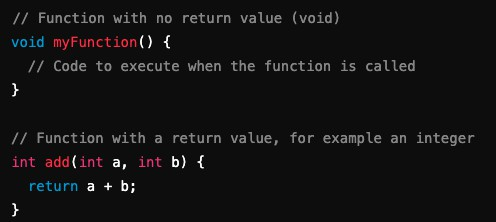 // Function with no return value (void)
void myFunction() {
  // Code to execute when the function is called
}

// Function with a return value, for example an integer
int add(int a, int b) {
  return a + b;
}